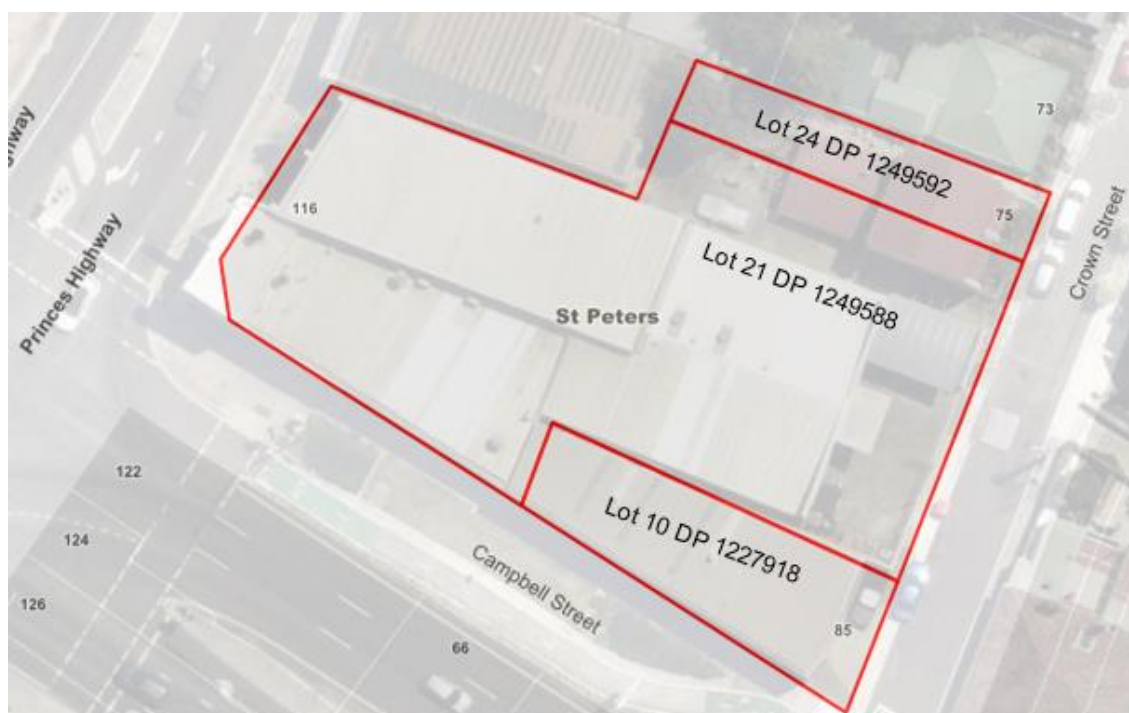 hway
Princes Highway
116
Lot 24 DP 1249592
73
75
Crown Street
Lot 21 DP 1249588
St Peters
Lot 10 DP 1227918
85
Campbell Street
122
124
126
66